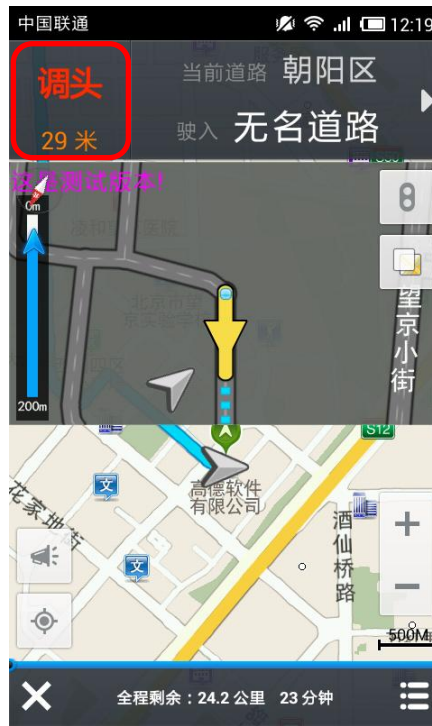 中国联通 12:19
调头
29 米
当前道路 朝阳区
驶入 无名道路
这是测试版本!
0m
200m
望京小街
S12
高德软件
有限公司
花家地街
文
文
酒仙桥路
500M
全程剩余：24.2 公里 23 分钟